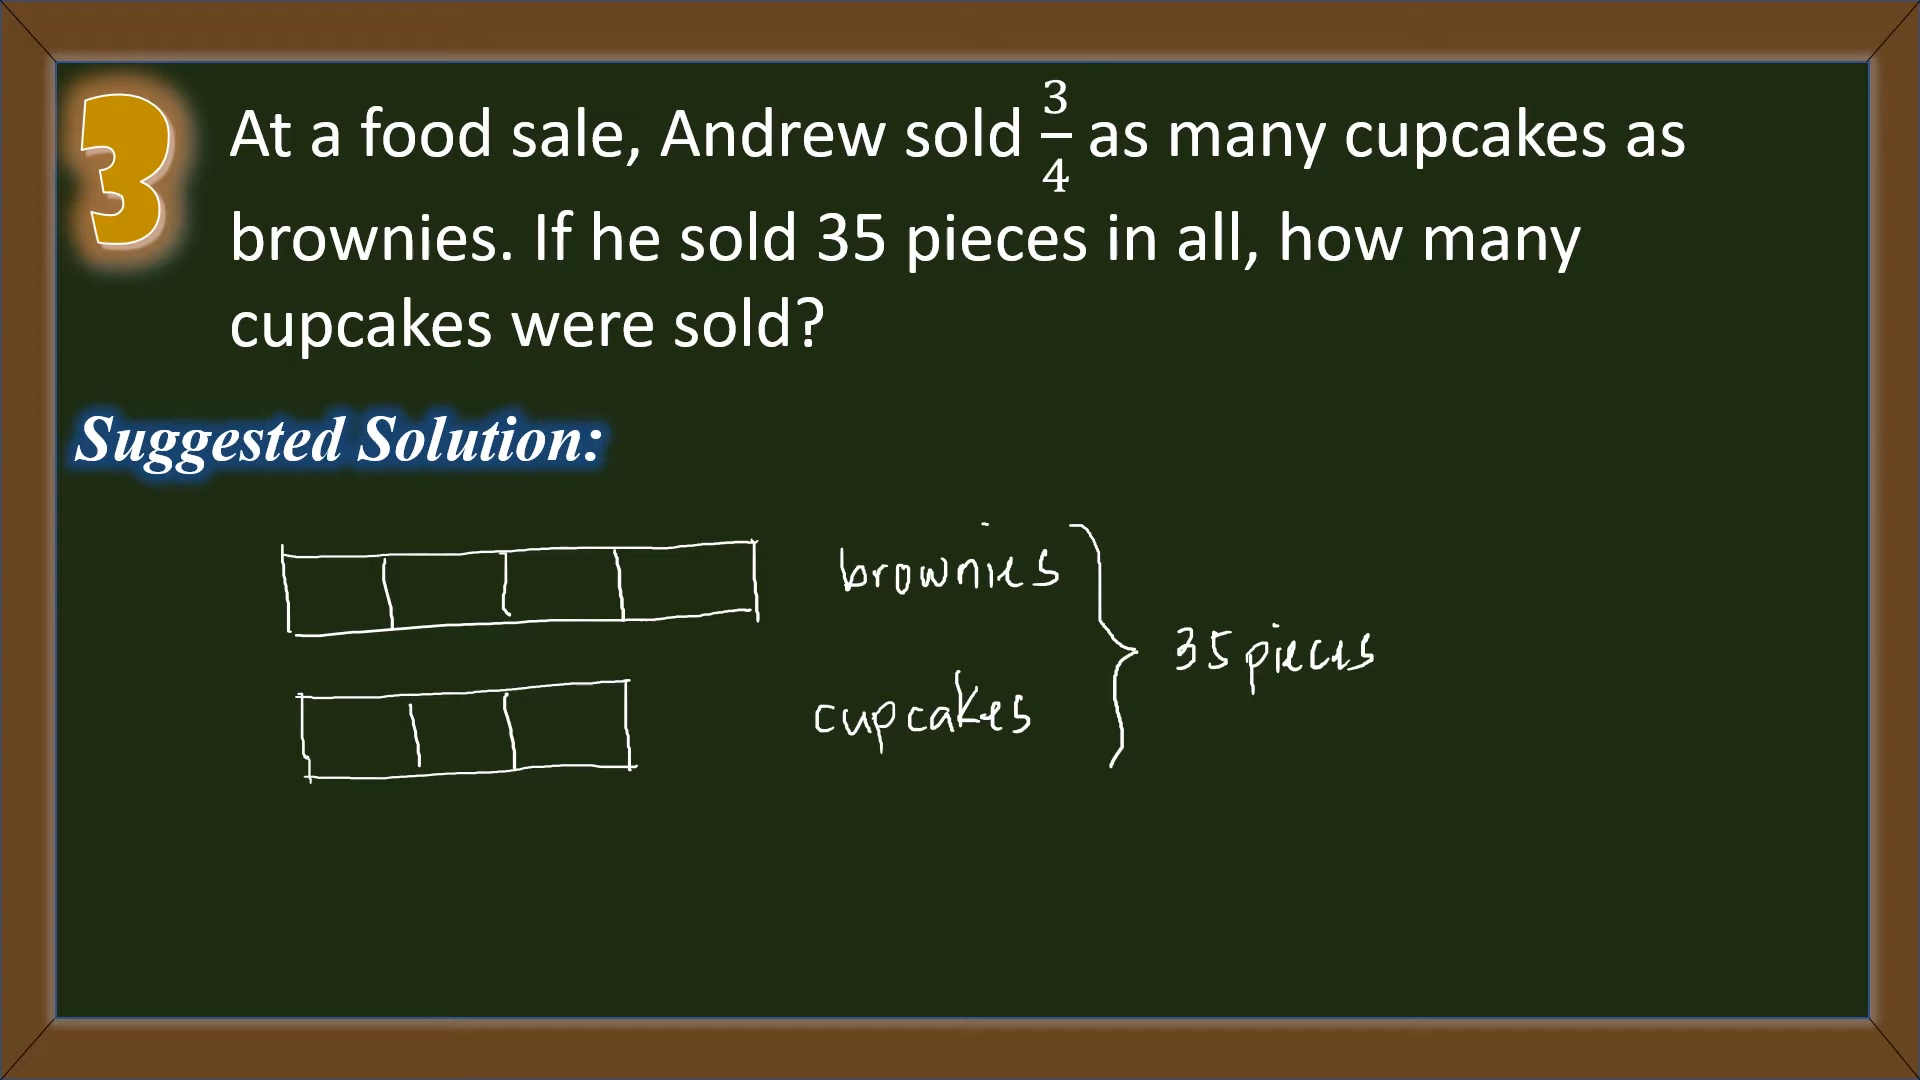 3
At a food sale, Andrew sold 3/4 as many cupcakes as
brownies. If he sold 35 pieces in all, how many
cupcakes were sold?
Suggested Solution:
brownies
35 pieces
cupcakes